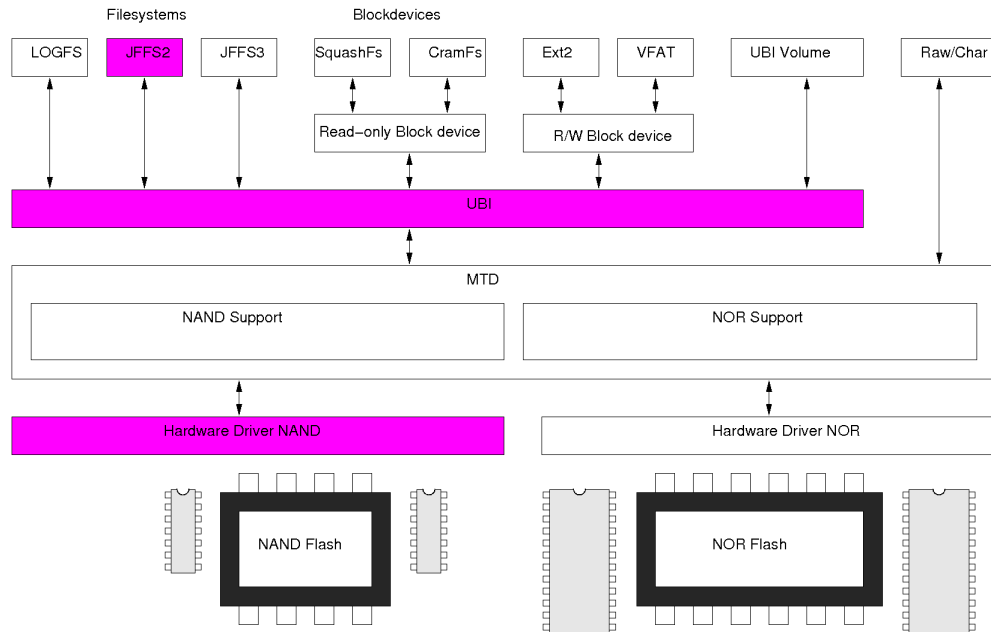 Filesystems
Blockdevices
LOGFS
JFFS2
JFFS3
SquashFs
CramFs
Ext2
VFAT
UBI Volume
Raw/Char
Read-only Block device
R/W Block device
UBI
MTD
NAND Support
NOR Support
Hardware Driver NAND
Hardware Driver NOR
NAND Flash
NOR Flash